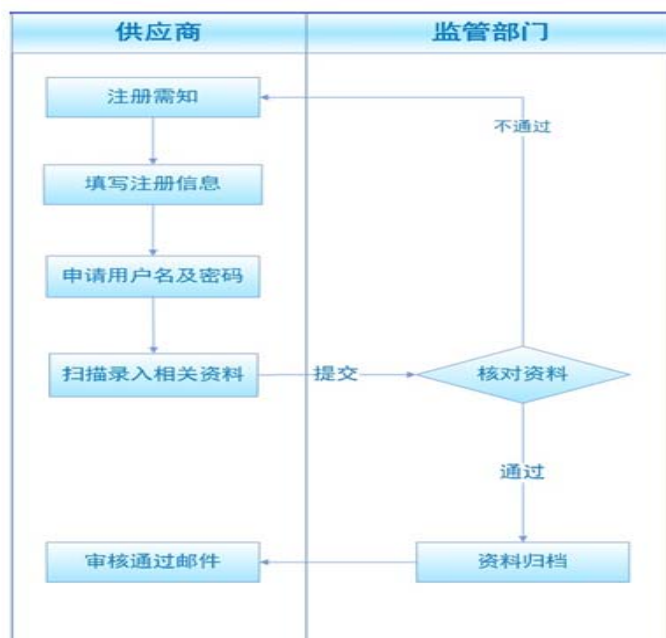 供应商
监管部门
注册需知
不通过
填写注册信息
申请用户名及密码
扫描录入相关资料
提交
核对资料
通过
审核通过邮件
资料归档